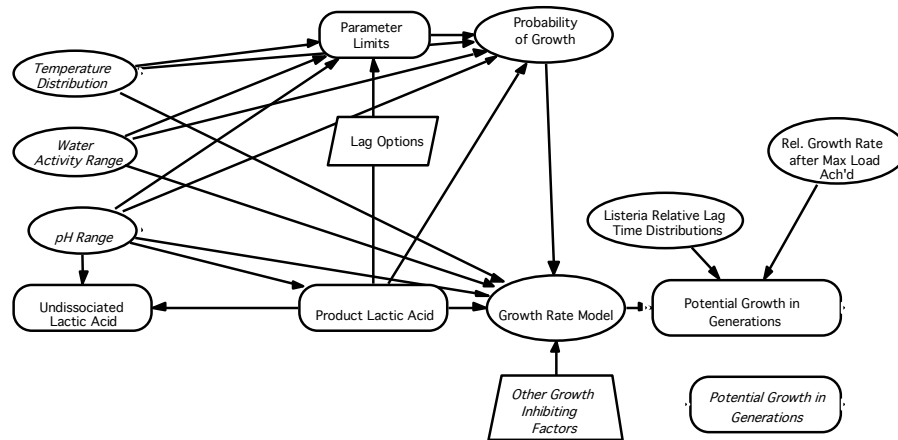 Parameter
Limits
Probability
of Growth
Temperature
Distribution
Lag Options
Water
Activity Range
Rel. Growth Rate
after Max Load
Ach'd
Listeria Relative Lag
Time Distributions
pH Range
Undissociated
Lactic Acid
Product Lactic Acid
Growth Rate Model
Potential Growth in
Generations
Other Growth
Inhibiting
Factors
Potential Growth in
Generations